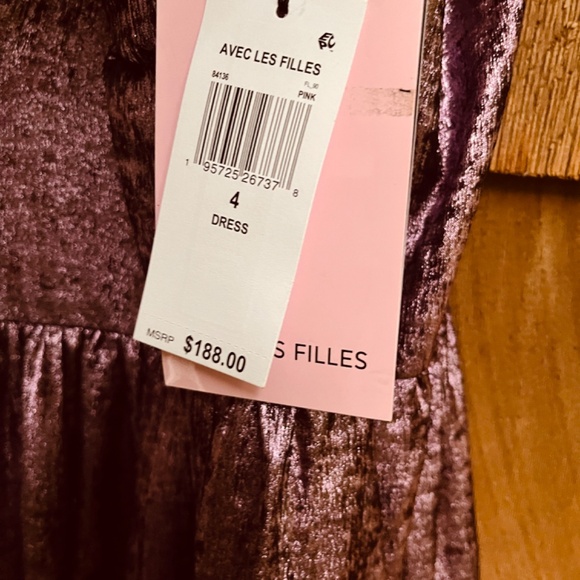 AVEC LES FILLES
84136
PINK
1 95725 26737 8
4
DRESS
MSRP $188.00
S FILLES